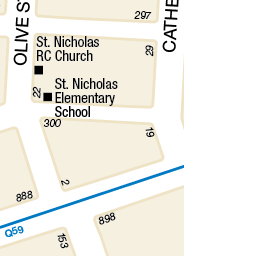 297
OLIVE S
CATHE
St. Nicholas
RC Church
29
22
St. Nicholas
Elementary
School
300
19
2
888
898
Q59
153